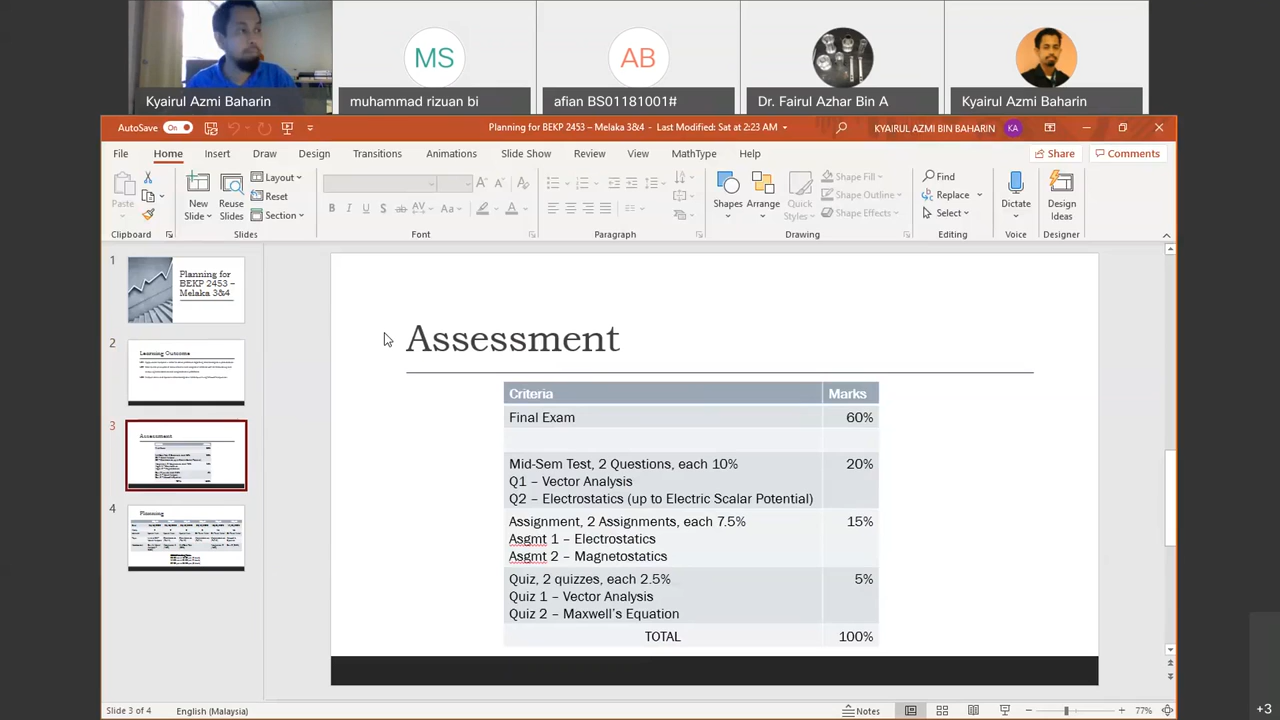 MS
AB
Kyairul Azmi Baharin
muhammad rizuan bi
afian BS01181001#
Dr. Fairul Azhar Bin A
Kyairul Azmi Baharin
AutoSave On
Planning for BEKP 2453 – Melaka 3&4 - Last Modified: Sat at 2:23 AM
KYAIRUL AZMI BIN BAHARIN KA
File Home Insert Draw Design Transitions Animations Slide Show Review View MathType Help Share Comments
Paste
New Slide
Reuse Slides
Layout
Reset
Section
Shapes
Arrange
Quick Styles
Shape Fill
Shape Outline
Shape Effects
Find
Replace
Select
Dictate
Design Ideas
Clipboard Slides Font Paragraph Drawing Editing Voice Designer
1
Planning for
BEKP 2453 –
Melaka 3&4
2
Learning Outcome
3
Assessment
4
Planning
Assessment
Criteria Marks
Final Exam 60%
Mid-Sem Test, 2 Questions, each 10% 20%
Q1 – Vector Analysis
Q2 – Electrostatics (up to Electric Scalar Potential)
Assignment, 2 Assignments, each 7.5% 15%
Asgmt 1 – Electrostatics
Asgmt 2 – Magnetostatics
Quiz, 2 quizzes, each 2.5% 5%
Quiz 1 – Vector Analysis
Quiz 2 – Maxwell's Equation
TOTAL 100%
Slide 3 of 4 English (Malaysia) Notes 77%
+3